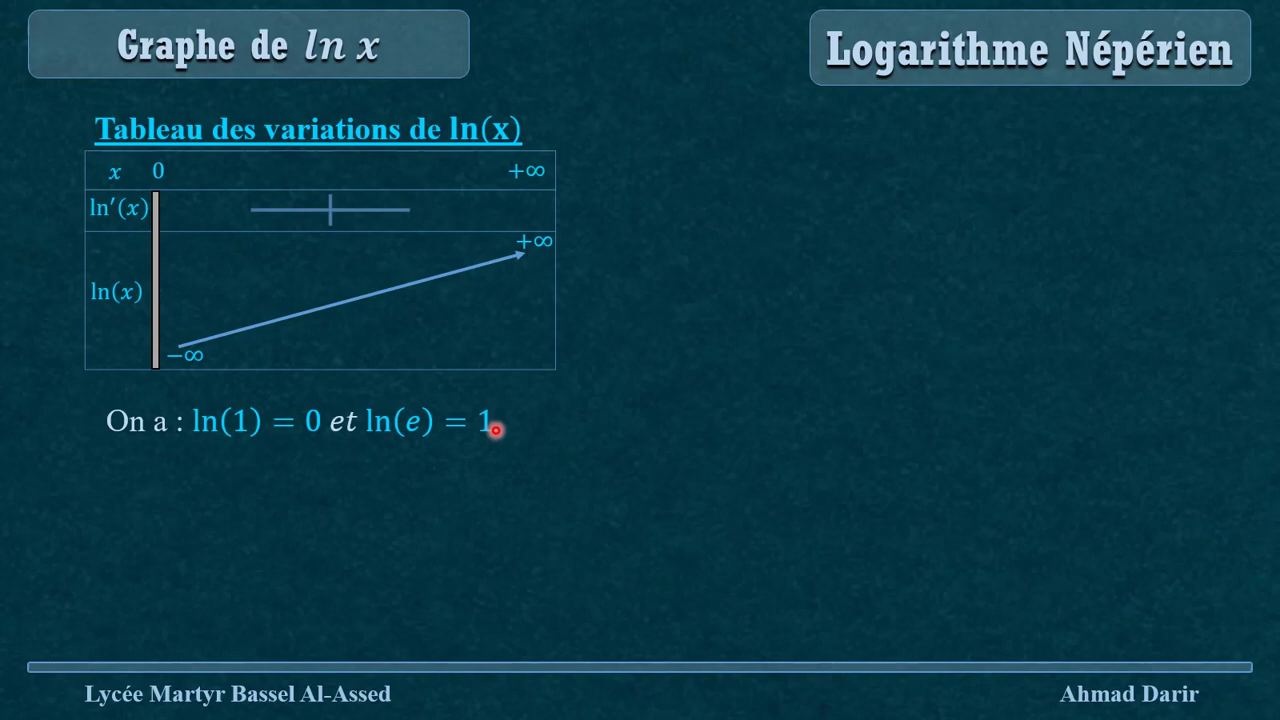 Graphe de ln x
Logarithme Népérien
Tableau des variations de ln(x)
x 0 +∞
ln′(x) +
+∞
ln(x)
−∞
On a : ln(1) = 0 et ln(e) = 1
Lycée Martyr Bassel Al-Assed
Ahmad Darir